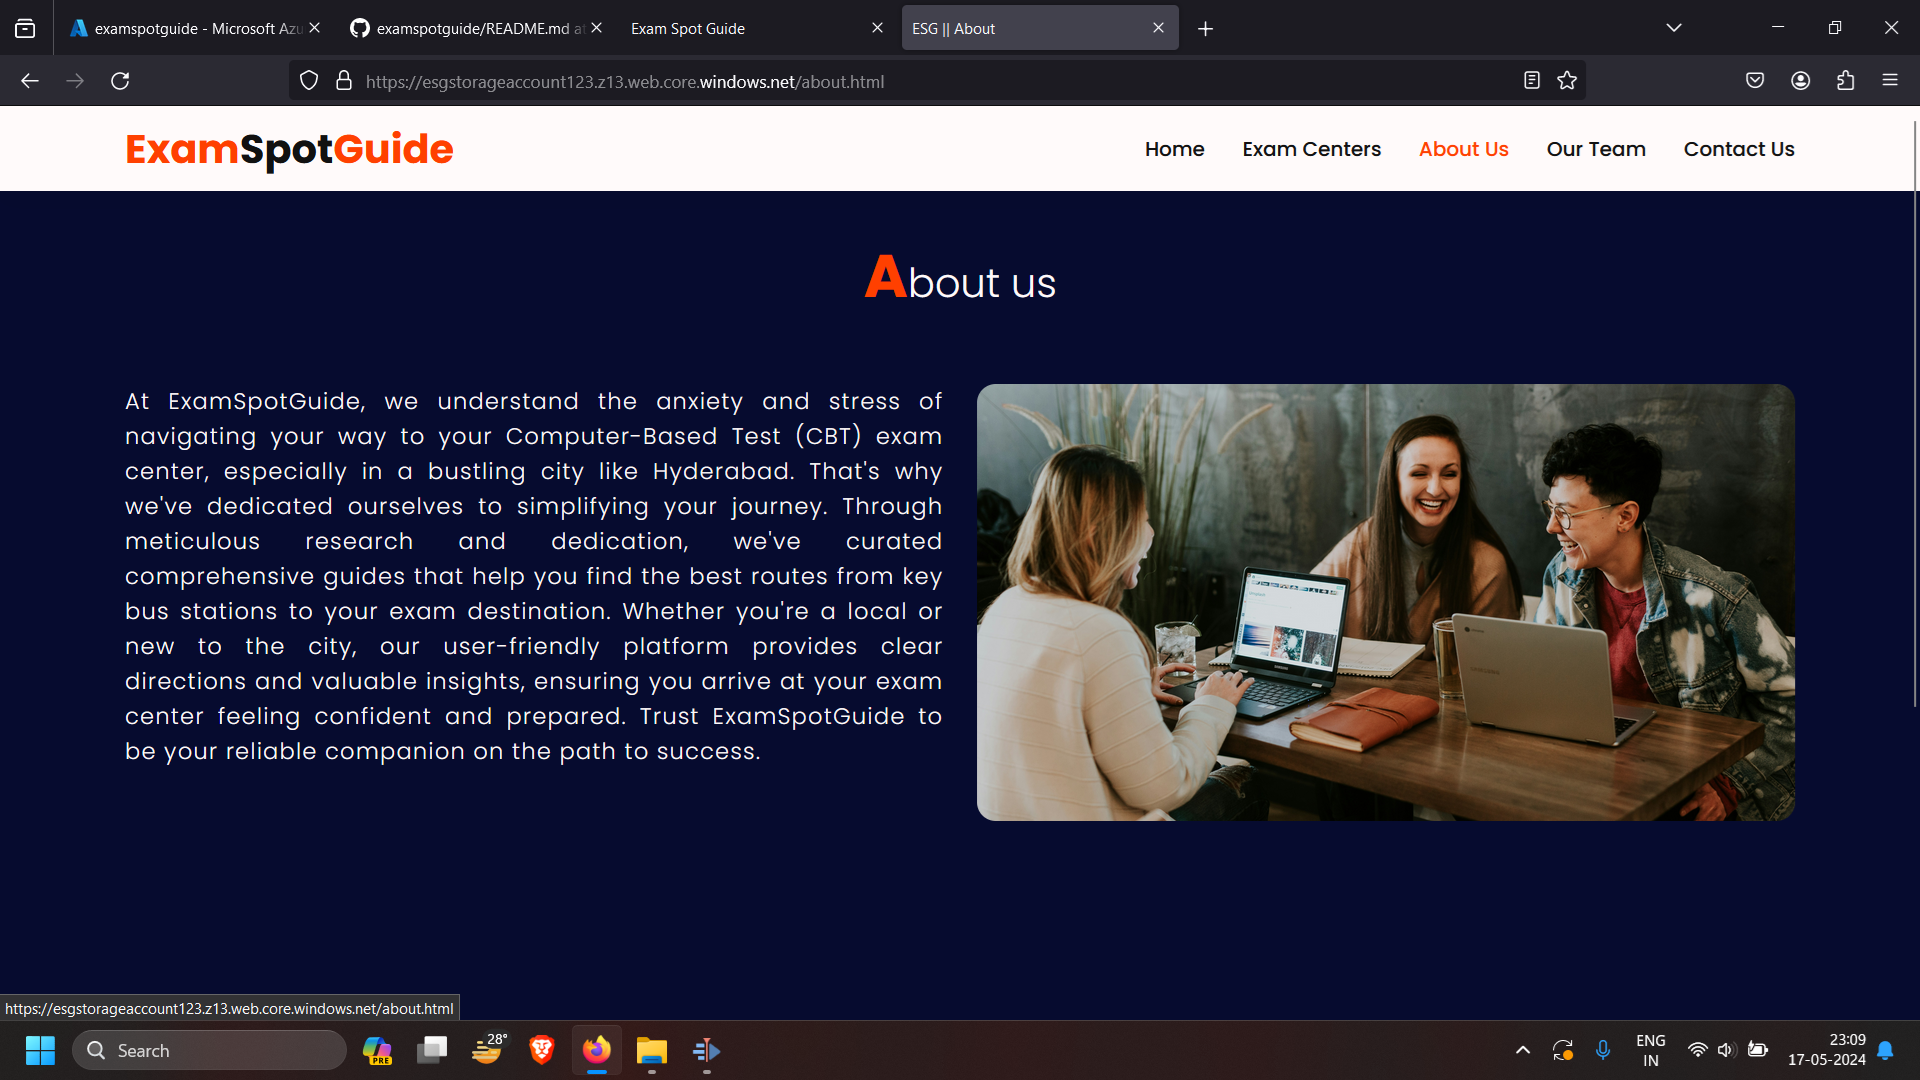 examspotguide - Microsoft Azu
examspotguide/README.md at
Exam Spot Guide
ESG || About
https://esgstorageaccount123.z13.web.core.windows.net/about.html
ExamSpotGuide
Home
Exam Centers
About Us
Our Team
Contact Us
About us
At ExamSpotGuide, we understand the anxiety and stress of
navigating your way to your Computer-Based Test (CBT) exam
center, especially in a bustling city like Hyderabad. That's why
we've dedicated ourselves to simplifying your journey. Through
meticulous research and dedication, we've curated
comprehensive guides that help you find the best routes from key
bus stations to your exam destination. Whether you're a local or
new to the city, our user-friendly platform provides clear
directions and valuable insights, ensuring you arrive at your exam
center feeling confident and prepared. Trust ExamSpotGuide to
be your reliable companion on the path to success.
https://esgstorageaccount123.z13.web.core.windows.net/about.html
Search
PRE
28°
ENG
IN
23:09
17-05-2024